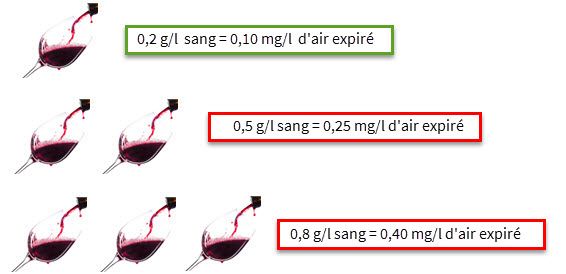 0,2 g/l sang = 0,10 mg/l d'air expiré
0,5 g/l sang = 0,25 mg/l d'air expiré
0,8 g/l sang = 0,40 mg/l d'air expiré